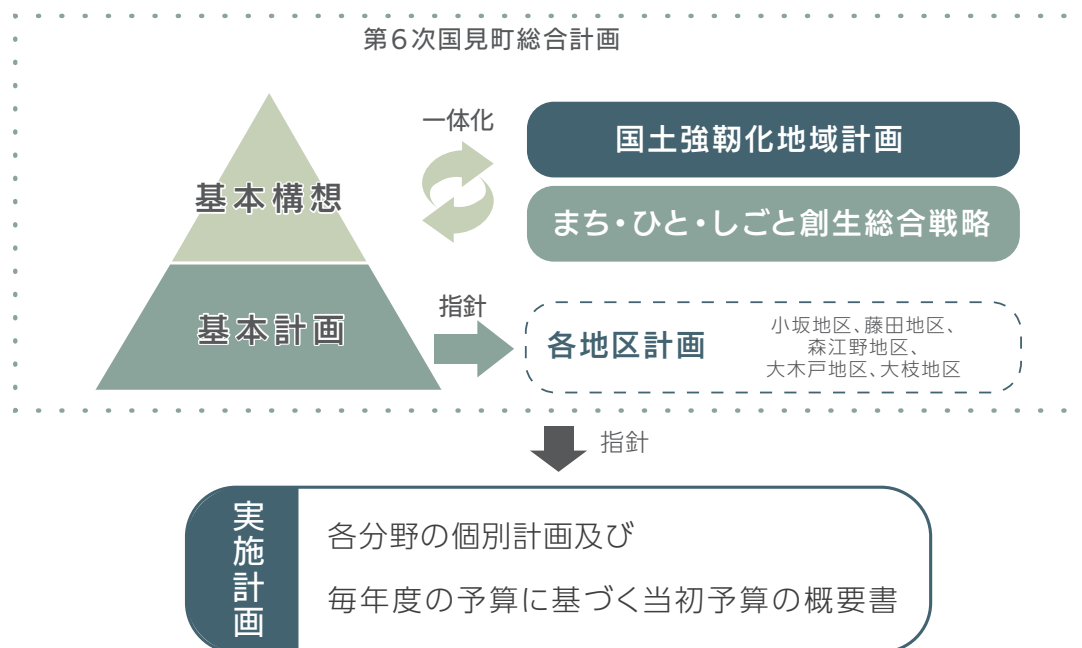 第6次国見町総合計画
一体化
国土強靭化地域計画
基本構想
まち・ひと・しごと創生総合戦略
指針
基本計画
各地区計画
小坂地区、藤田地区、
森江野地区、
大木戸地区、大枝地区
指針
実施計画
各分野の個別計画及び
毎年度の予算に基づく当初予算の概要書